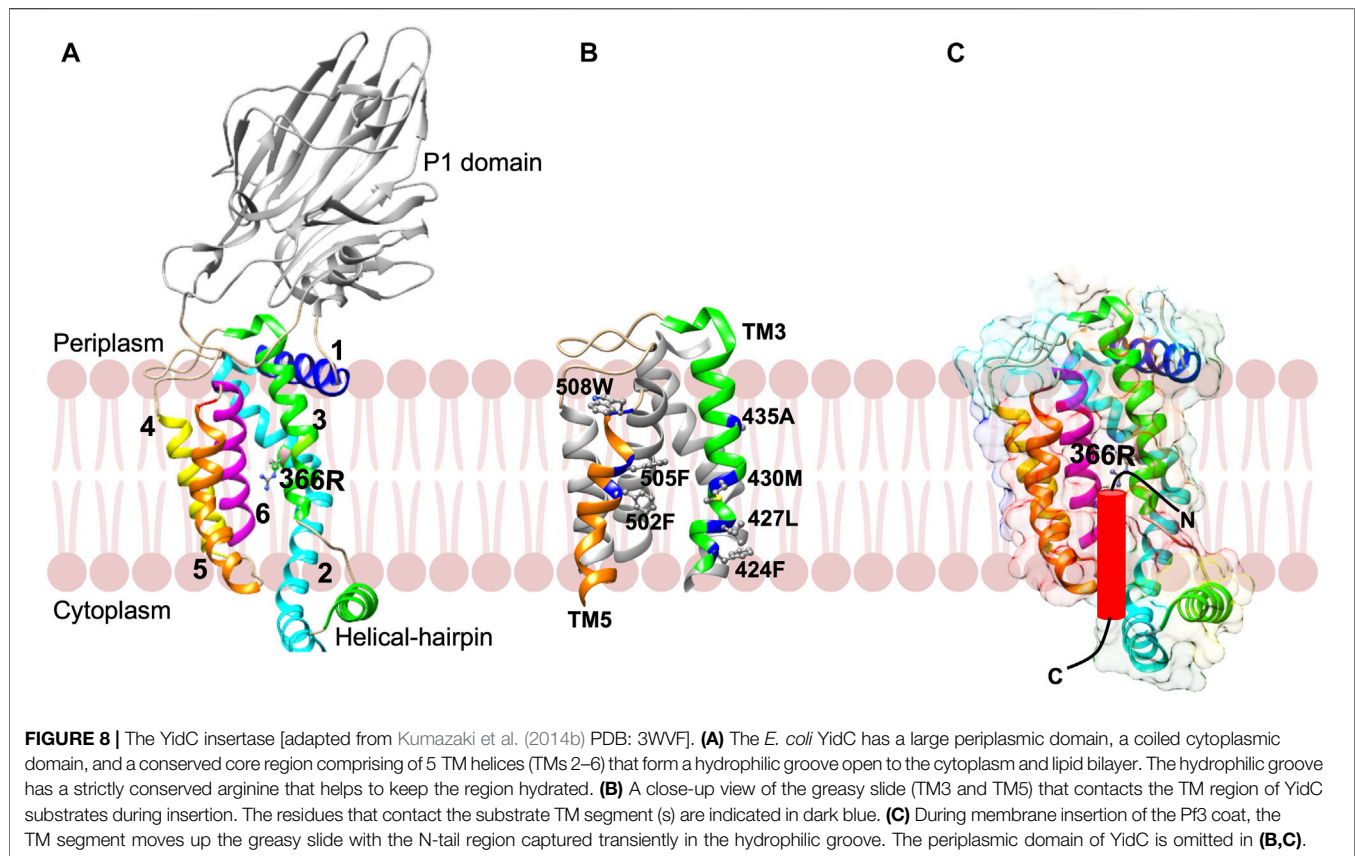 A
B
C
P1 domain
Periplasm
1
TM3
508W
4
3
435A
366R
505F
430M
366R
6
502F
427L
N
5
2
424F
Cytoplasm
TM5
Helical-hairpin
C
FIGURE 8 | The YidC insertase [adapted from Kumazaki et al. (2014b) PDB: 3WVF]. (A) The E. coli YidC has a large periplasmic domain, a coiled cytoplasmic
domain, and a conserved core region comprising of 5 TM helices (TMs 2–6) that form a hydrophilic groove open to the cytoplasm and lipid bilayer. The hydrophilic groove
has a strictly conserved arginine that helps to keep the region hydrated. (B) A close-up view of the greasy slide (TM3 and TM5) that contacts the TM region of YidC
substrates during insertion. The residues that contact the substrate TM segment (s) are indicated in dark blue. (C) During membrane insertion of the Pf3 coat, the
TM segment moves up the greasy slide with the N-tail region captured transiently in the hydrophilic groove. The periplasmic domain of YidC is omitted in (B,C).